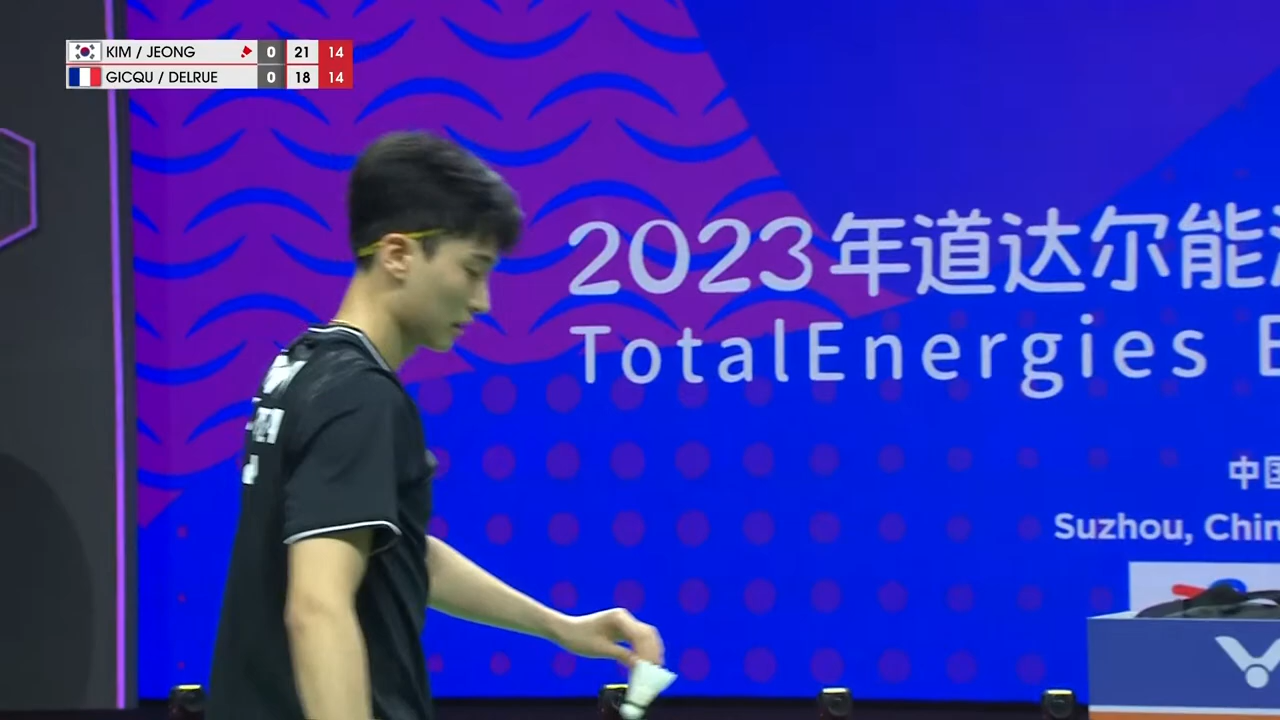 KIM / JEONG 0 21 14
GICQU / DELRUE 0 18 14
2023年道达尔能
TotalEnergies
中国
Suzhou, Chin